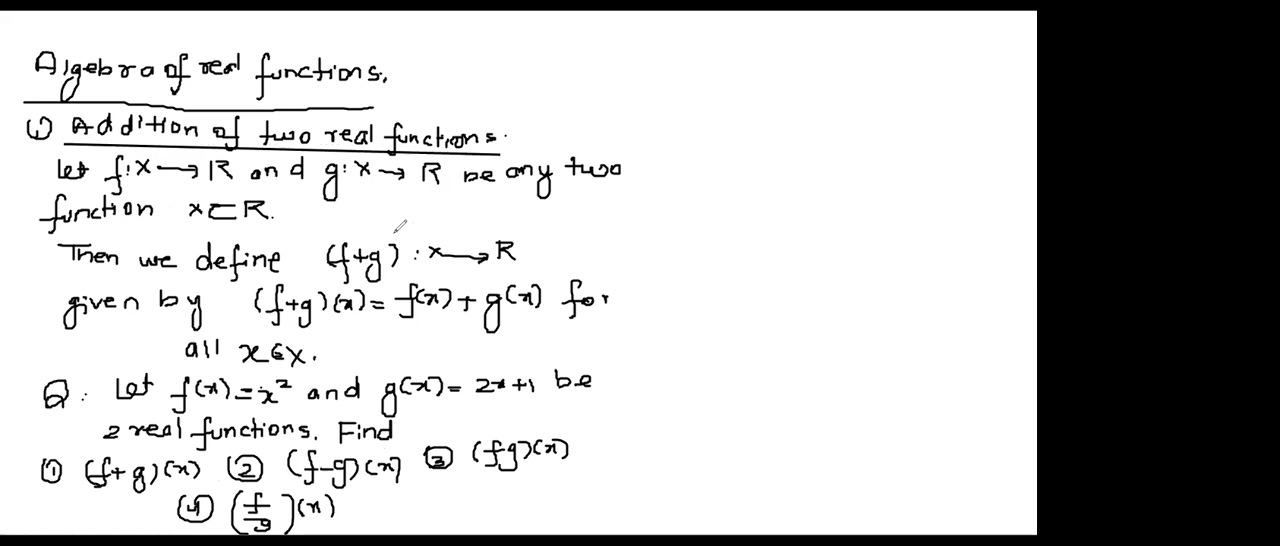 Algebra of real functions.
(1) Addition of two real functions.
Let f:X→R and g:X→R be any two
function X⊂R.
Then we define (f+g):X→R
given by (f+g)(x)=f(x)+g(x) for
all x∈X.
Q. Let f(x)=x² and g(x)=2x+1 be
2 real functions. Find
① (f+g)(x) ② (f-g)(x) ③ (fg)(x)
④ (f/g)(x)